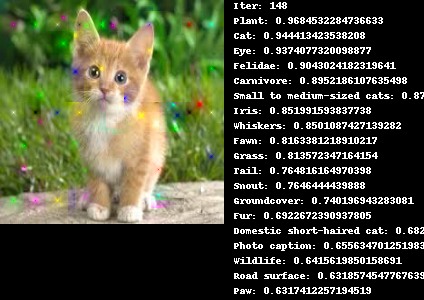 Iter: 148
Plant: 0.9684532284736633
Cat: 0.944413423538208
Eye: 0.9374077320098877
Felidae: 0.9043024182319641
Carnivore: 0.8952186107635498
Small to medium-sized cats: 0.87
Iris: 0.851991593837738
Whiskers: 0.8501087427139282
Fawn: 0.8163381218910217
Grass: 0.813572347164154
Tail: 0.764816164970398
Snout: 0.7646444439888
Groundcover: 0.740196943283081
Fur: 0.6922672390937805
Domestic short-haired cat: 0.682
Photo caption: 0.6556347012519836
Wildlife: 0.6415619850158691
Road surface: 0.6318574547767639
Paw: 0.6317412257194519